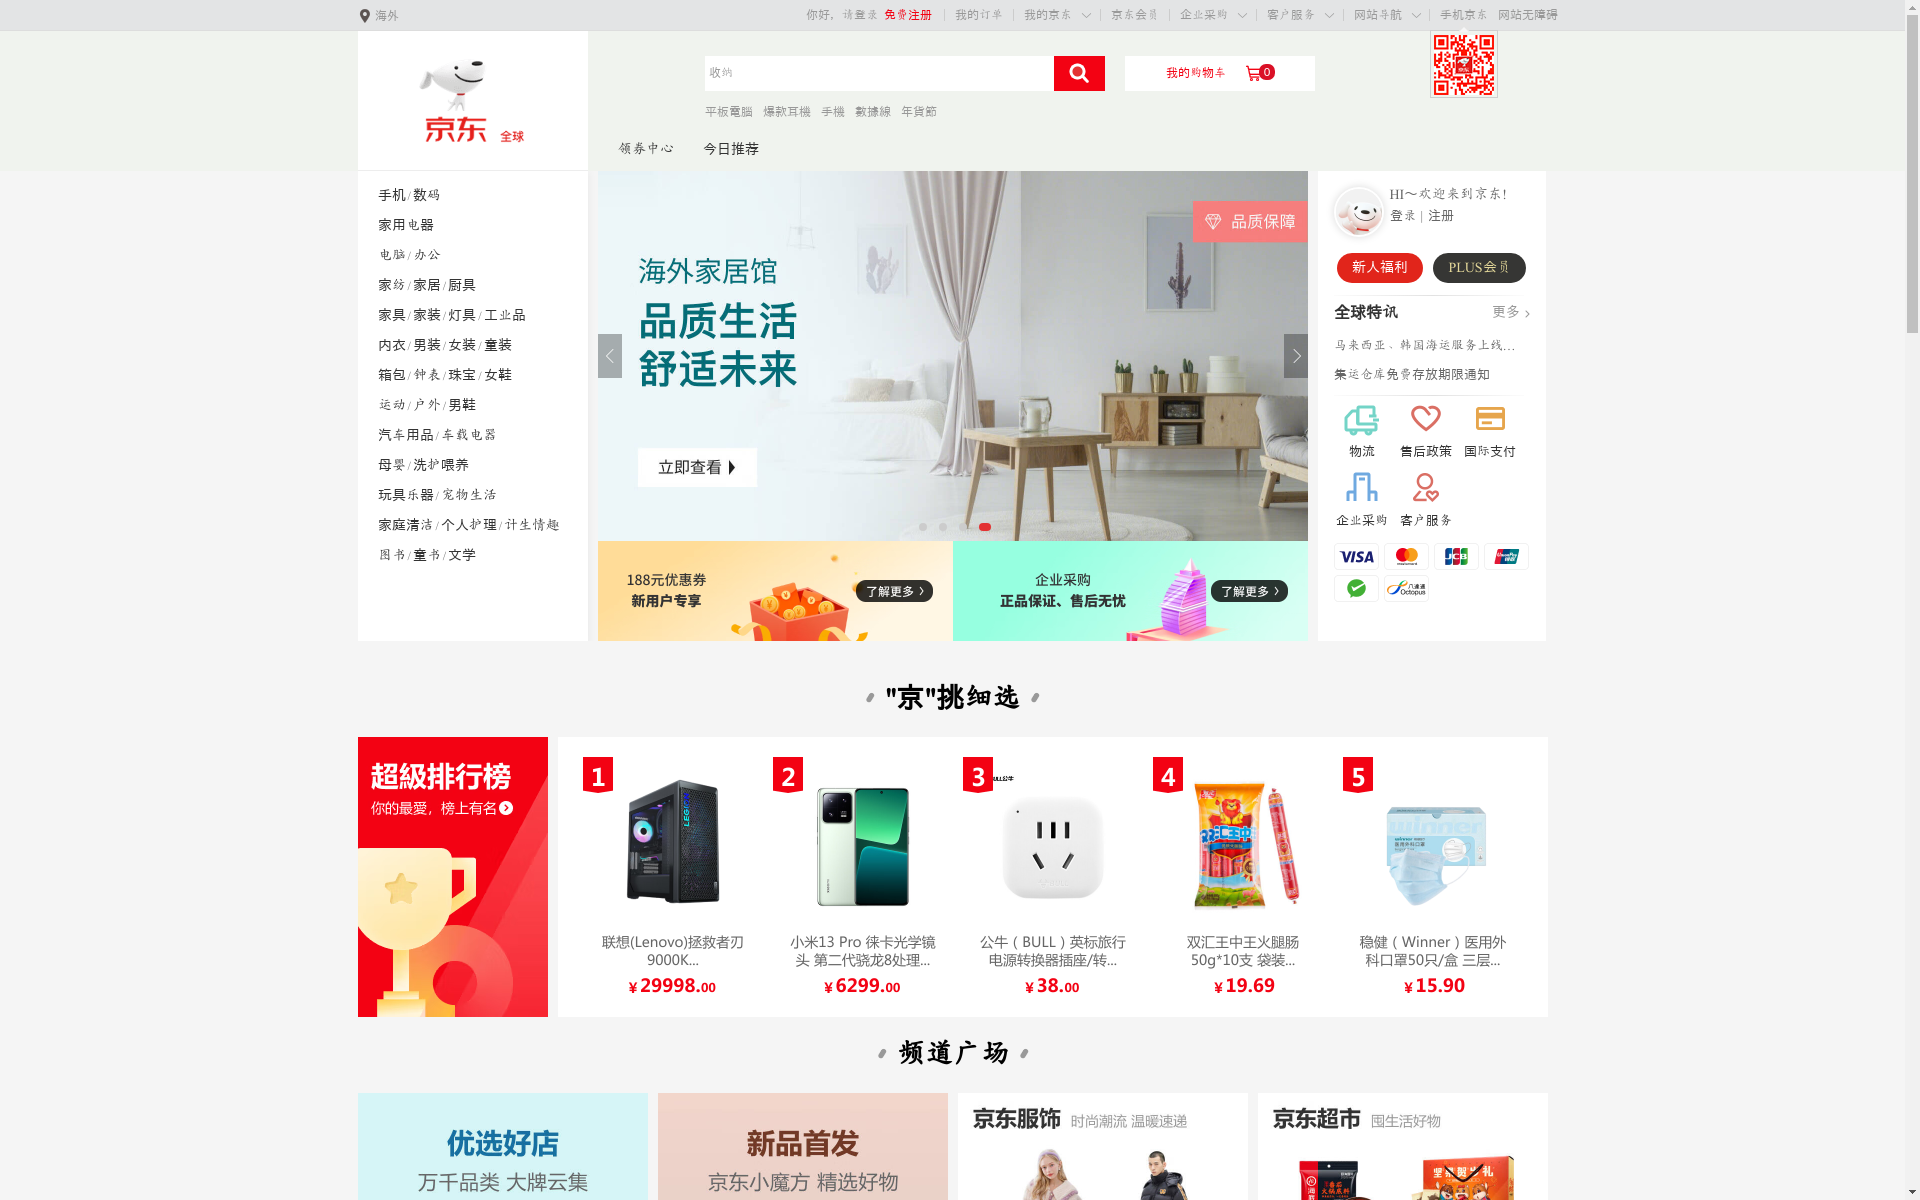 海外
你好，请登录 免费注册 我的订单 我的京东 京东会员 企业采购 客户服务 网站导航 手机京东 网站无障碍
京东 全球
收纳
我的购物车 0
平板電腦 爆款耳機 手機 數據線 年貨節
领券中心 今日推荐
手机/数码
家用电器
电脑/办公
家纺/家居/厨具
家具/家装/灯具/工业品
内衣/男装/女装/童装
箱包/钟表/珠宝/女鞋
运动/户外/男鞋
汽车用品/车载电器
母婴/洗护喂养
玩具乐器/宠物生活
家庭清洁/个人护理/计生情趣
图书/童书/文学
品质保障
海外家居馆
品质生活
舒适未来
立即查看
188元优惠券
新用户专享
了解更多
企业采购
正品保证、售后无忧
了解更多
HI～欢迎来到京东!
登录 | 注册
新人福利 PLUS会员
全球特讯 更多
马来西亚、韩国海运服务上线...
集运仓库免费存放期限通知
物流 售后政策 国际支付
企业采购 客户服务
VISA JCB UnionPay
八達通 Octopus
"京"挑细选
超級排行榜
你的最愛，榜上有名
1
联想(Lenovo)拯救者刃
9000K...
¥29998.00
2
小米13 Pro 徕卡光学镜
头 第二代骁龙8处理...
¥6299.00
3
公牛（BULL）英标旅行
电源转换器插座/转...
¥38.00
4
双汇王中王火腿肠
50g*10支 袋装...
¥19.69
5
winner
稳健（Winner）医用外
科口罩50只/盒 三层...
¥15.90
频道广场
优选好店
万千品类 大牌云集
新品首发
京东小魔方 精选好物
京东服饰 时尚潮流 温暖速递
京东超市 囤生活好物